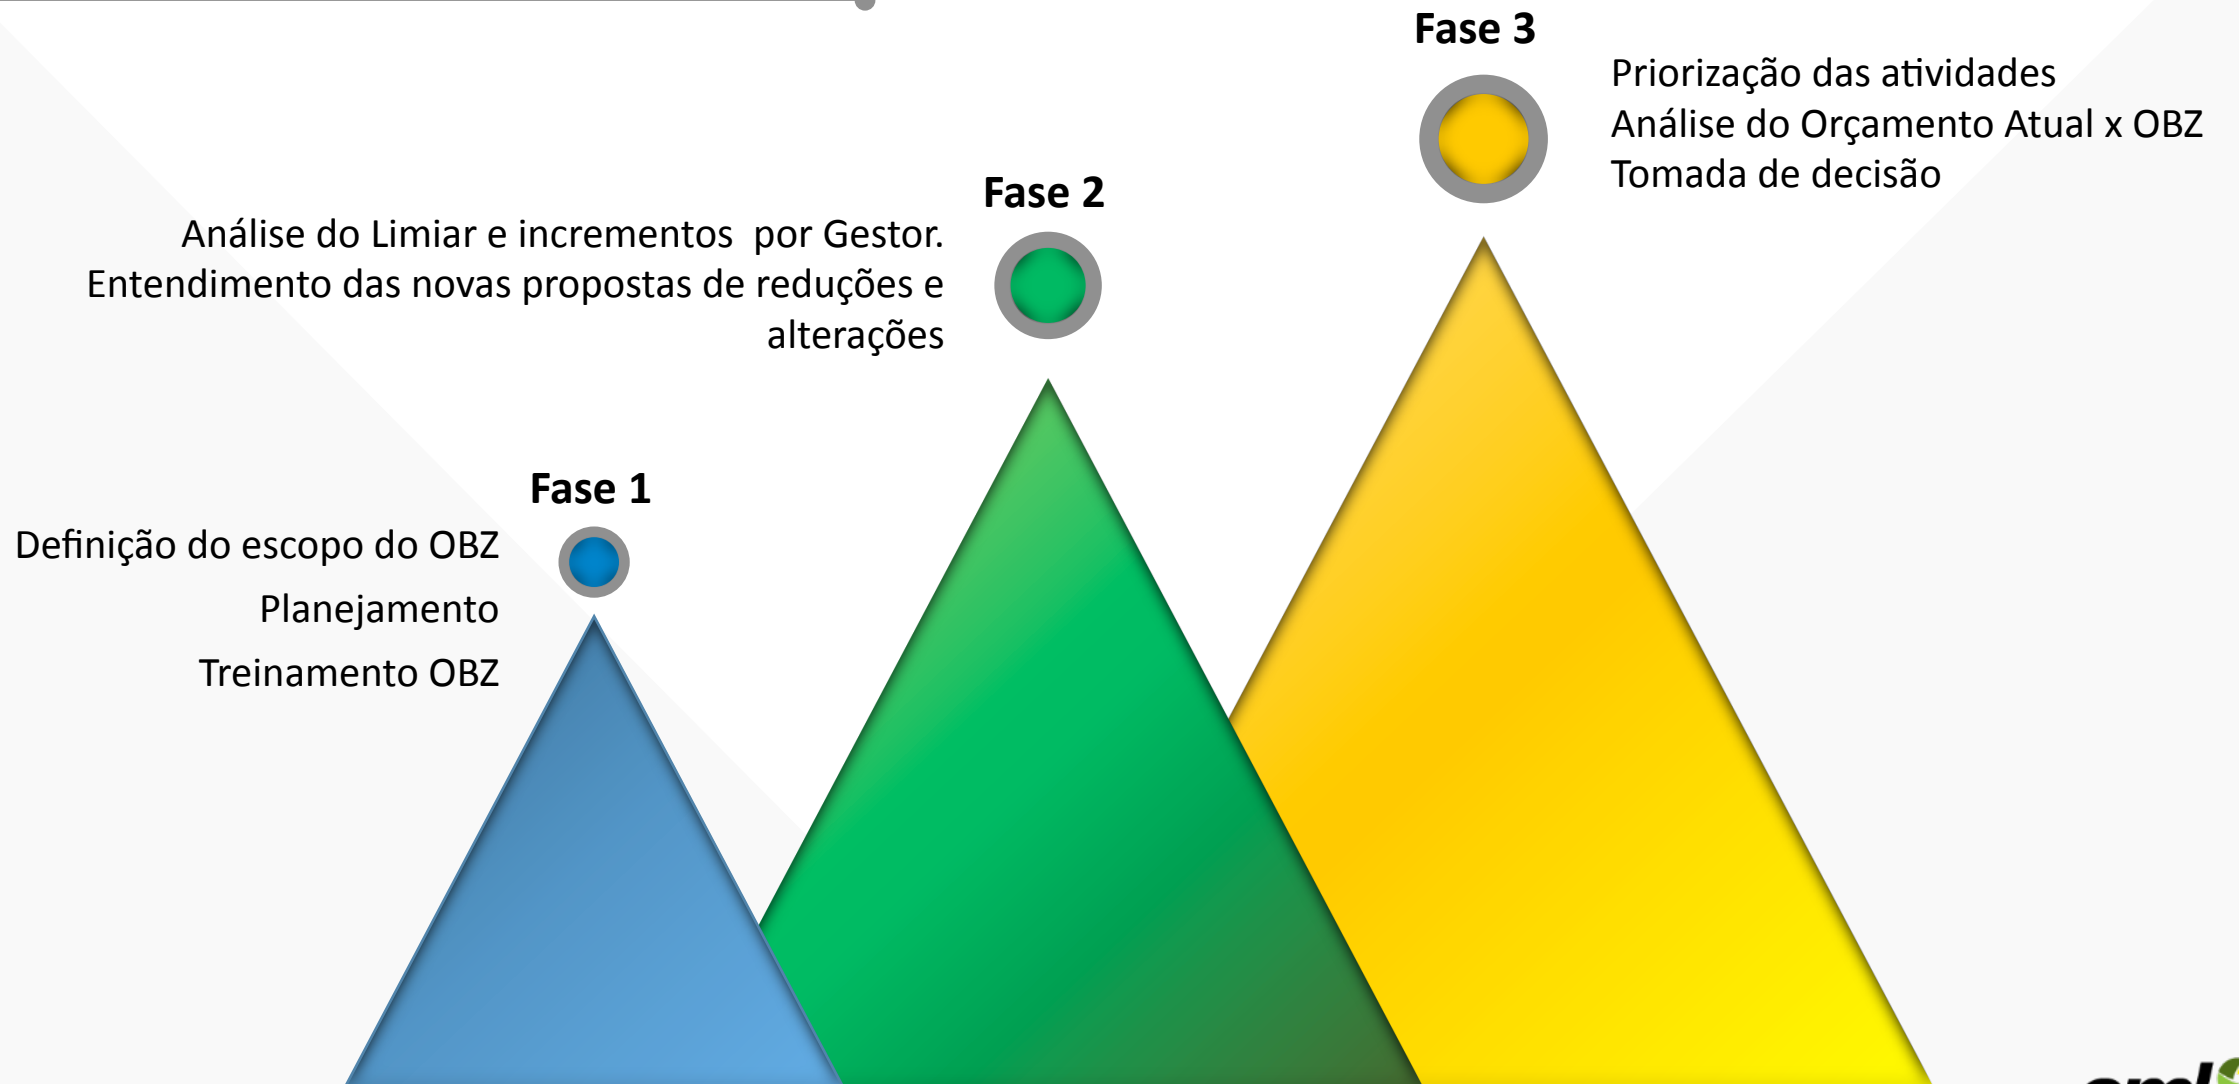 Fase 1
Definição do escopo do OBZ
Planejamento
Treinamento OBZ
Fase 2
Análise do Limiar e incrementos  por Gestor.
Entendimento das novas propostas de reduções e
alterações
Fase 3
Priorização das atividades
Análise do Orçamento Atual x OBZ
Tomada de decisão